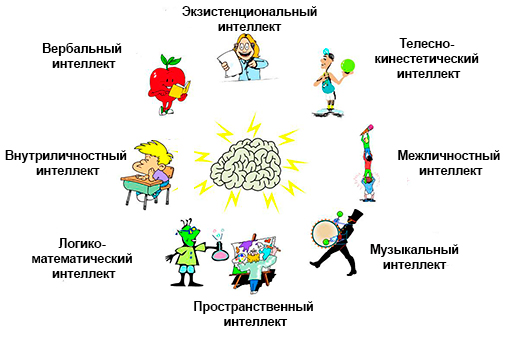 Экзистенциональный
интеллект
Вербальный
интеллект
Телесно-
кинестетический
интеллект
Внутриличностный
интеллект
Межличностный
интеллект
Логико-
математический
интеллект
Музыкальный
интеллект
Пространственный
интеллект